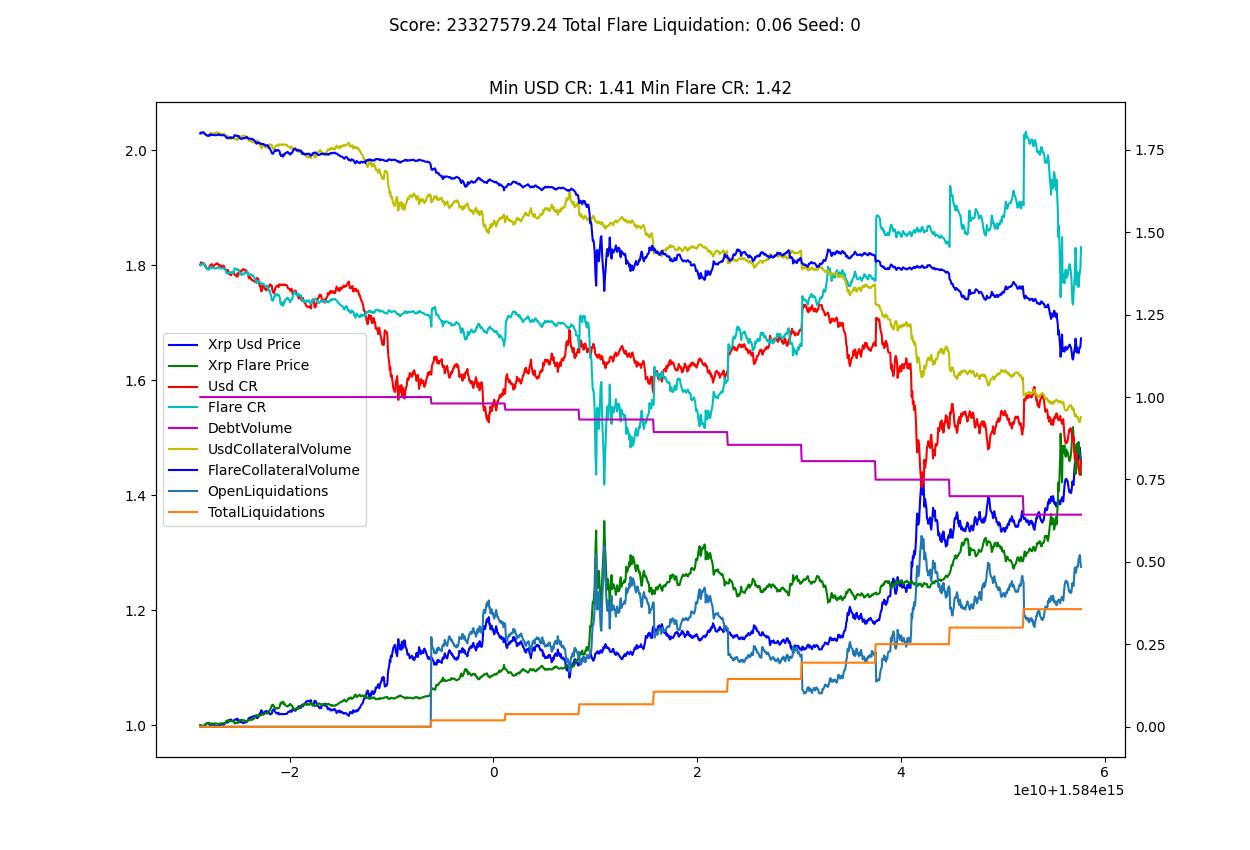 Score: 23327579.24 Total Flare Liquidation: 0.06 Seed: 0
Min USD CR: 1.41 Min Flare CR: 1.42
2.0
1.8
1.6
1.4
1.2
1.0
1.75
1.50
1.25
1.00
0.75
0.50
0.25
0.00
Xrp Usd Price
Xrp Flare Price
Usd CR
Flare CR
DebtVolume
UsdCollateralVolume
FlareCollateralVolume
OpenLiquidations
TotalLiquidations
−2 0 2 4 6
1e10+1.584e15